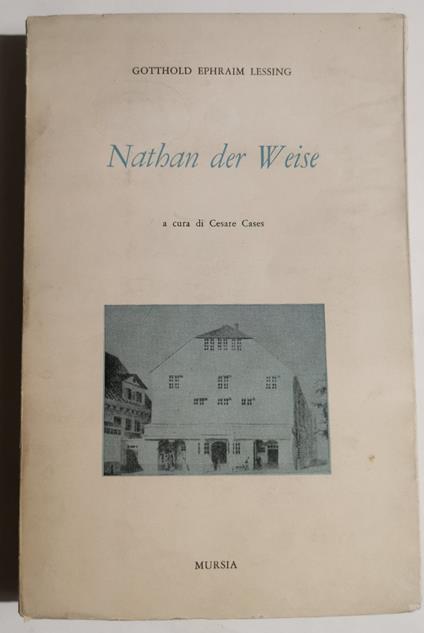 GOTTHOLD EPHRAIM LESSING
Nathan der Weise
a cura di Cesare Cases
MURSIA